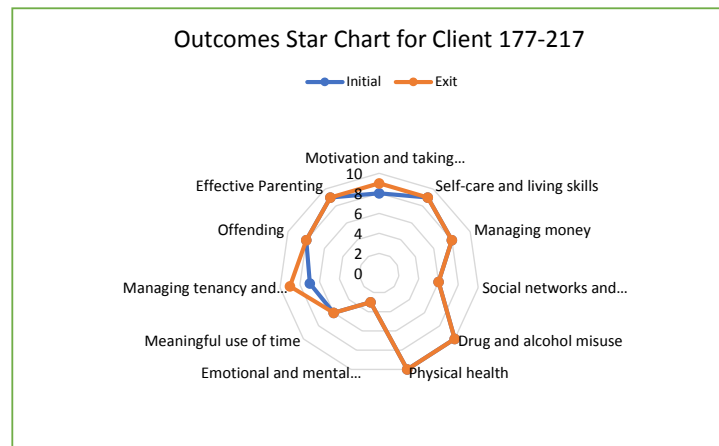 Outcomes Star Chart for Client 177-217
Initial
Exit
Motivation and taking...
Self-care and living skills
Managing money
Social networks and...
Drug and alcohol misuse
Physical health
Emotional and mental...
Meaningful use of time
Managing tenancy and...
Offending
Effective Parenting
10
8
6
4
2
0